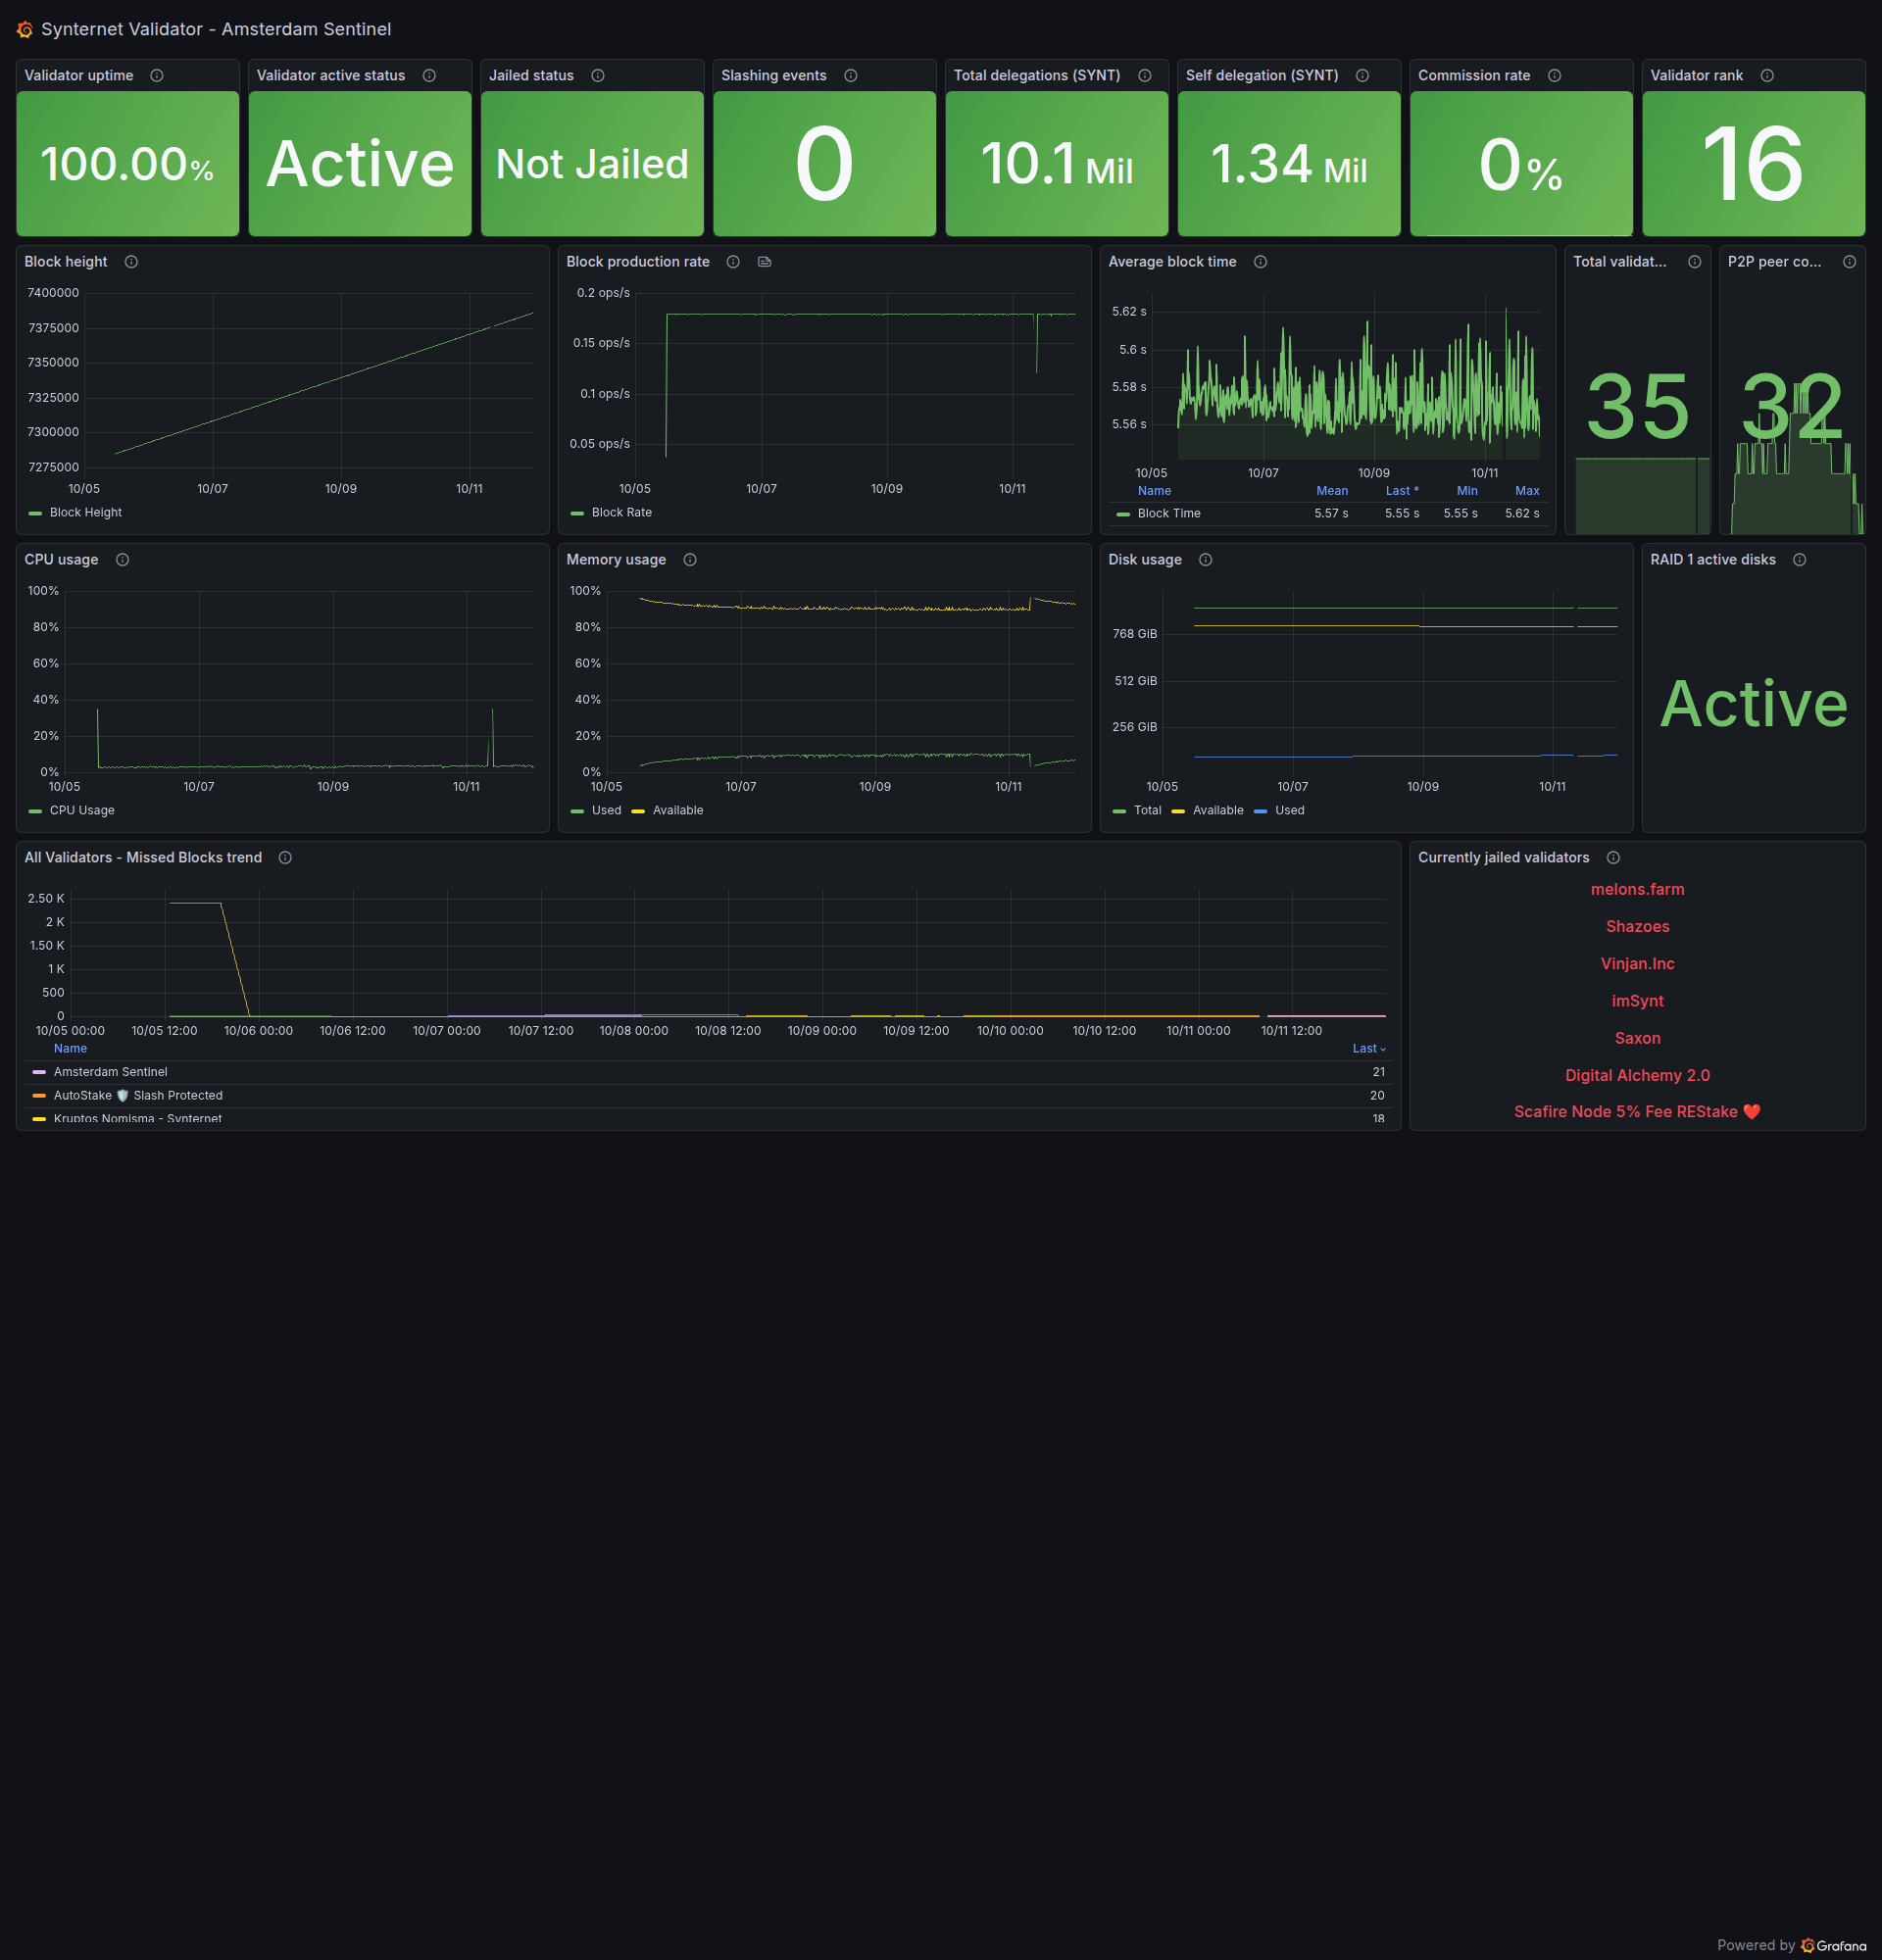 Synternet Validator - Amsterdam Sentinel
Validator uptime
100.00%
Validator active status
Active
Jailed status
Not Jailed
Slashing events
0
Total delegations (SYNT)
10.1 Mil
Self delegation (SYNT)
1.34 Mil
Commission rate
0%
Validator rank
16
Block height
7400000
7375000
7350000
7325000
7300000
7275000
10/05 10/07 10/09 10/11
Block Height
Block production rate
0.2 ops/s
0.15 ops/s
0.1 ops/s
0.05 ops/s
10/05 10/07 10/09 10/11
Block Rate
Average block time
5.62 s
5.6 s
5.58 s
5.56 s
10/05 10/07 10/09 10/11
Name Mean Last * Min Max
Block Time 5.57 s 5.55 s 5.55 s 5.62 s
Total validat...
35
P2P peer co...
32
CPU usage
100%
80%
60%
40%
20%
0%
10/05 10/07 10/09 10/11
CPU Usage
Memory usage
100%
80%
60%
40%
20%
0%
10/05 10/07 10/09 10/11
Used Available
Disk usage
768 GiB
512 GiB
256 GiB
10/05 10/07 10/09 10/11
Total Available Used
RAID 1 active disks
Active
All Validators - Missed Blocks trend
2.50 K
2 K
1.50 K
1 K
500
0
10/05 00:00 10/05 12:00 10/06 00:00 10/06 12:00 10/07 00:00 10/07 12:00 10/08 00:00 10/08 12:00 10/09 00:00 10/09 12:00 10/10 00:00 10/10 12:00 10/11 00:00 10/11 12:00
Name Last
Amsterdam Sentinel 21
AutoStake 🛡️ Slash Protected 20
Kruptos Nomisma - Synternet 18
Currently jailed validators
melons.farm
Shazoes
Vinjan.Inc
imSynt
Saxon
Digital Alchemy 2.0
Scafire Node 5% Fee REStake ❤️
Powered by Grafana